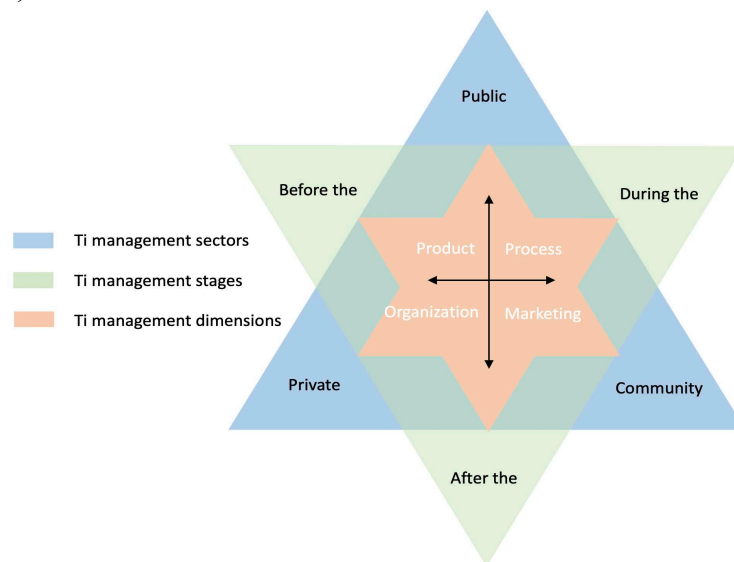 Public
Before the
During the
Ti management sectors
Product
Process
Ti management stages
Organization
Marketing
Ti management dimensions
Private
Community
After the